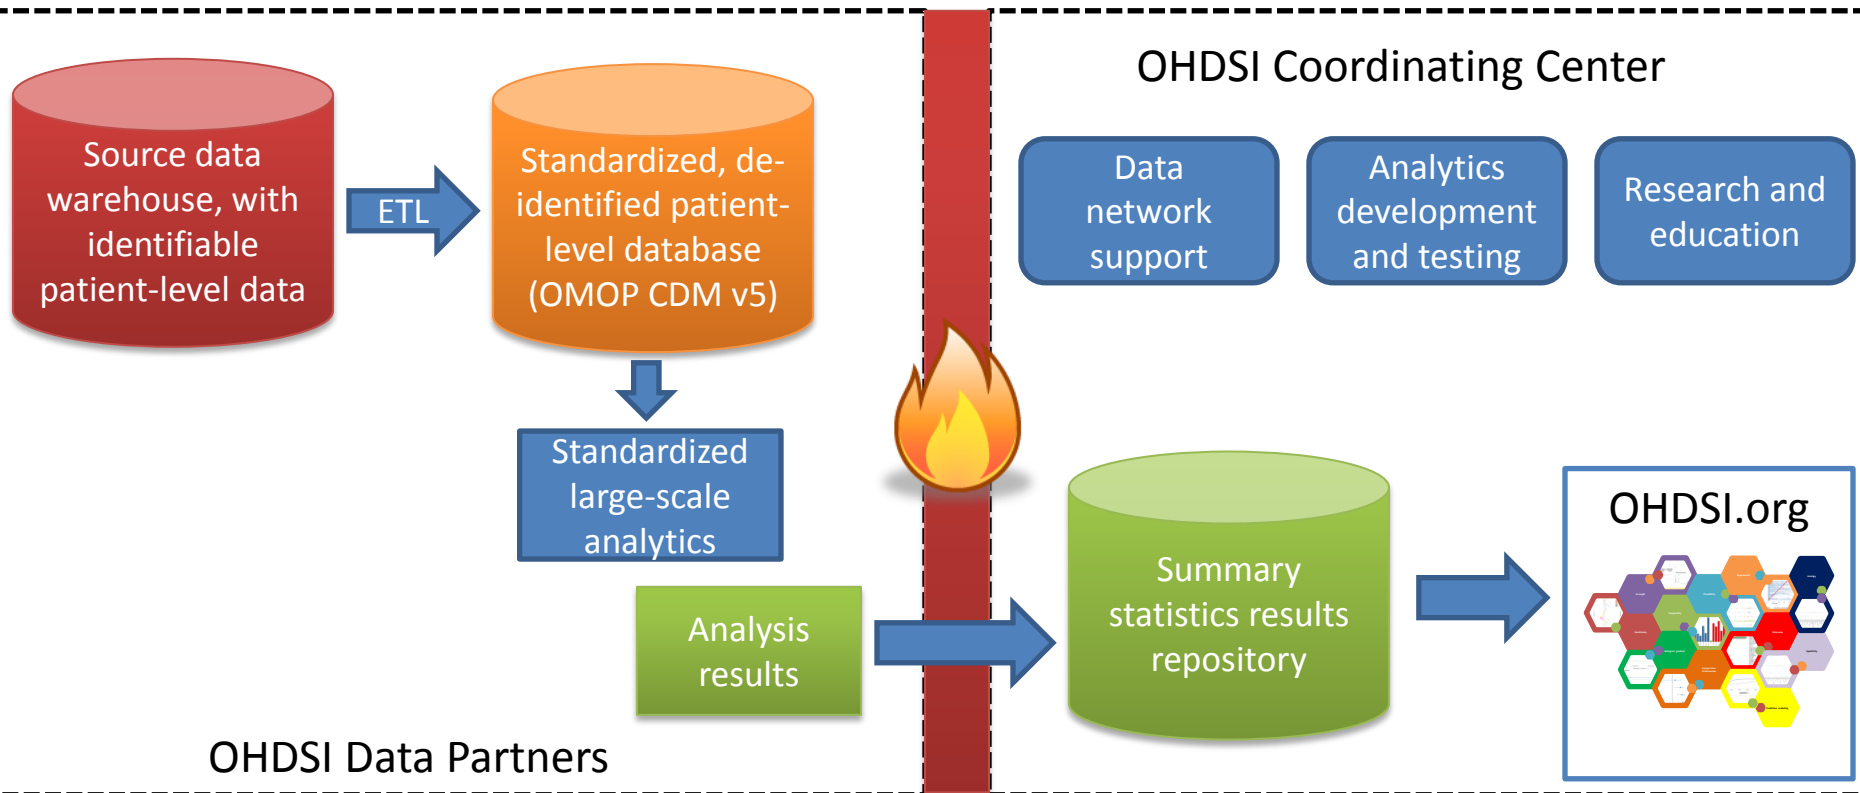 OHDSI Coordinating Center
Source data
warehouse, with
identifiable
patient-level data
ETL
Standardized, de-
identified patient-
level database
(OMOP CDM v5)
Data
network
support
Analytics
development
and testing
Research and
education
Standardized
large-scale
analytics
Analysis
results
Summary
statistics results
repository
OHDSI.org
OHDSI Data Partners